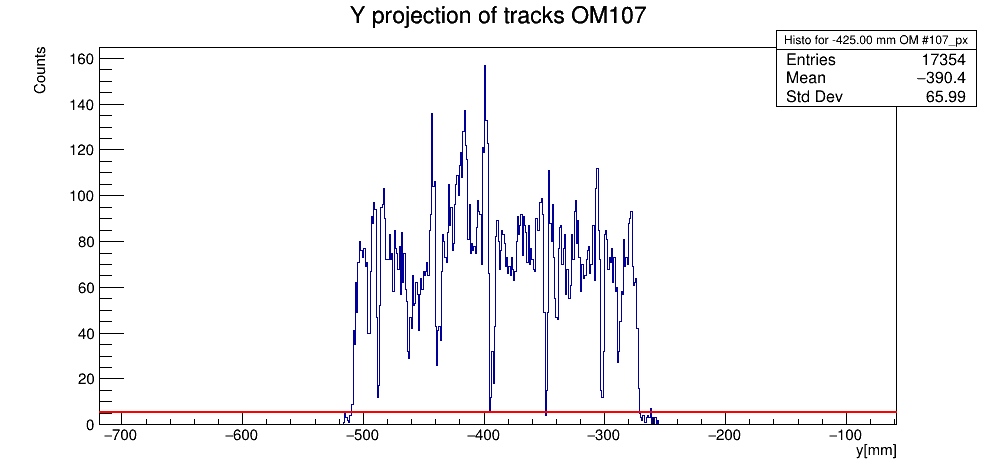 Y projection of tracks OM107
Histo for -425.00 mm OM #107_px
Entries 17354
Mean −390.4
Std Dev 65.99
Counts
160
140
120
100
80
60
40
20
0
−700 −600 −500 −400 −300 −200 −100
y[mm]